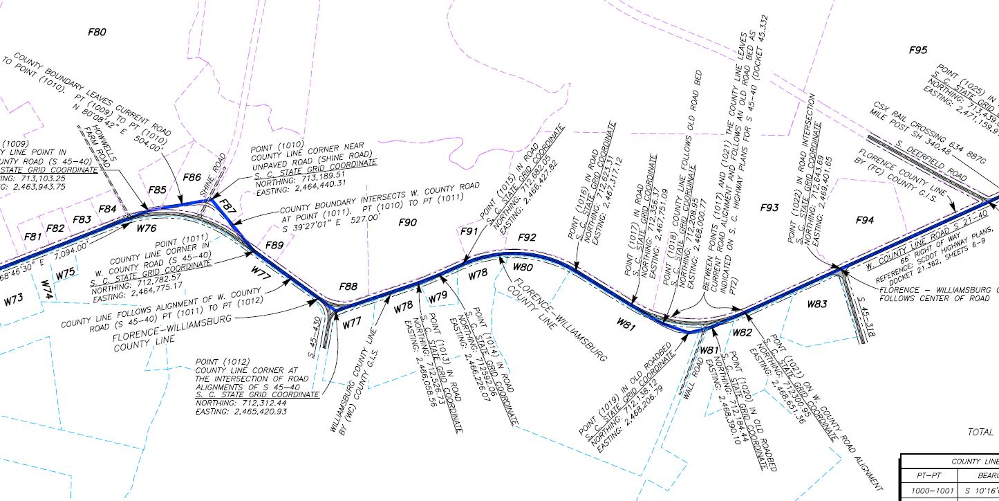 F80
COUNTY BOUNDARY LEAVES CURRENT ROAD
TO POINT (1010).  PT (1009) TO PT (1010)
N 80°08'42" E  504.00'
HOWWELLS
FARM ROAD
(1009)
LINE POINT IN
ROAD (S 45-40)
STATE GRID COORDINATE
713,103.25
2,463,943.75
F81
F82
F83
F84
F85
F86
SHINE ROAD
F87
POINT (1010)
COUNTY LINE CORNER NEAR
UNPAVED ROAD (SHINE ROAD)
S. C. STATE GRID COORDINATE
NORTHING: 713,189.51
EASTING: 2,464,440.31
COUNTY BOUNDARY INTERSECTS W. COUNTY ROAD
AT POINT (1011).  PT (1010) TO PT (1011)
S 39°27'01" E  527.00'
68°46'30" E  7,094.00'
W73
W74
W75
W76
POINT (1011)
COUNTY LINE CORNER IN
W. COUNTY ROAD (S 45-40)
S. C. STATE GRID COORDINATE
NORTHING: 712,782.57
EASTING: 2,464,775.17
F89
W77
COUNTY LINE FOLLOWS ALIGNMENT OF W. COUNTY
ROAD (S 45-40) PT (1011) TO PT (1012)
FLORENCE-WILLIAMSBURG
COUNTY LINE
F88
W77
S 45-430
POINT (1012)
COUNTY LINE CORNER AT
THE INTERSECTION OF ROAD
ALIGNMENTS OF S 45-40
S. C. STATE GRID COORDINATE
NORTHING: 712,312.44
EASTING: 2,465,420.93
F90
F91
WILLIAMSBURG COUNTY LINE
BY (WC) COUNTY G.I.S.
W78
W79
W78
POINT (1013) IN ROAD
S. C. STATE GRID COORDINATE
NORTHING: 712,526.73
EASTING: 2,466,058.56
POINT (1014) IN ROAD
S. C. STATE GRID COORDINATE
NORTHING: 712592.06
EASTING: 2,466,226.07
POINT (1015) IN ROAD
S. C. STATE GRID COORDINATE
NORTHING: 712,682.05
EASTING: 2,466,427.82
F92
W80
FLORENCE-WILLIAMSBURG
COUNTY LINE
POINT (1016) IN ROAD
S. C. STATE GRID COORDINATE
NORTHING: 712,623.31
EASTING: 2,467,317.12
POINT (1017) IN ROAD
S. C. STATE GRID COORDINATE
NORTHING: 712,356.37
EASTING: 2,467,751.09
POINT (1018) COUNTY LINE FOLLOWS OLD ROAD BED
S. C. STATE GRID COORDINATE
NORTHING: 712,208.95
EASTING: 2,468,000.77
BETWEEN POINTS (1017) AND (1021) THE COUNTY LINE LEAVES
CURRENT ROAD ALIGNMENT AND FOLLOWS AN OLD ROAD BED AS
INDICATED ON S. C. HIGHWAY PLANS FOR S 45-40 (DOCKET 45.332
PT2)
W81
POINT (1019) IN OLD ROADBED
S. C. STATE GRID COORDINATE
NORTHING: 712,138.12
EASTING: 2,468,206.79
WALL ROAD
W81
POINT (1020) IN OLD ROADBED
S. C. STATE GRID COORDINATE
NORTHING: 712,184.44
EASTING: 2,468,390.10
W82
PONT (1021) ON W. COUNTY ROAD ALIGNMENT
S. C. STATE GRID COORDINATE
NORTHING: 712300.95
EASTING: 2,468,651.36
F93
W83
POINT (1022) IN ROAD INTERSECTION
S. C. STATE GRID COORDINATE
NORTHING: 712,643.69
EASTING: 2,469,401.65
S 45-318
F94
F95
FLORENCE COUNTY LINE
BY (FC) COUNTY G.I.S.
CSX RAIL CROSSING 634 887G
MILE POST SH 340.48
S. DEERFIELD ROAD
POINT (1025) IN
S. C. STATE GRID
NORTHING: 713,439
EASTING: 2,471,159.9
W. COUNTY LINE ROAD S 21-40
66' RIGHT OF WAY
REFERENCE: SCDOT HIGHWAY PLANS,
DOCKET 21.362, SHEETS 6-9
FLORENCE - WILLIAMSBURG
FOLLOWS CENTER OF ROAD
TOTAL
COUNTY LINE
PT-PT
1000-1001  S 10°16'